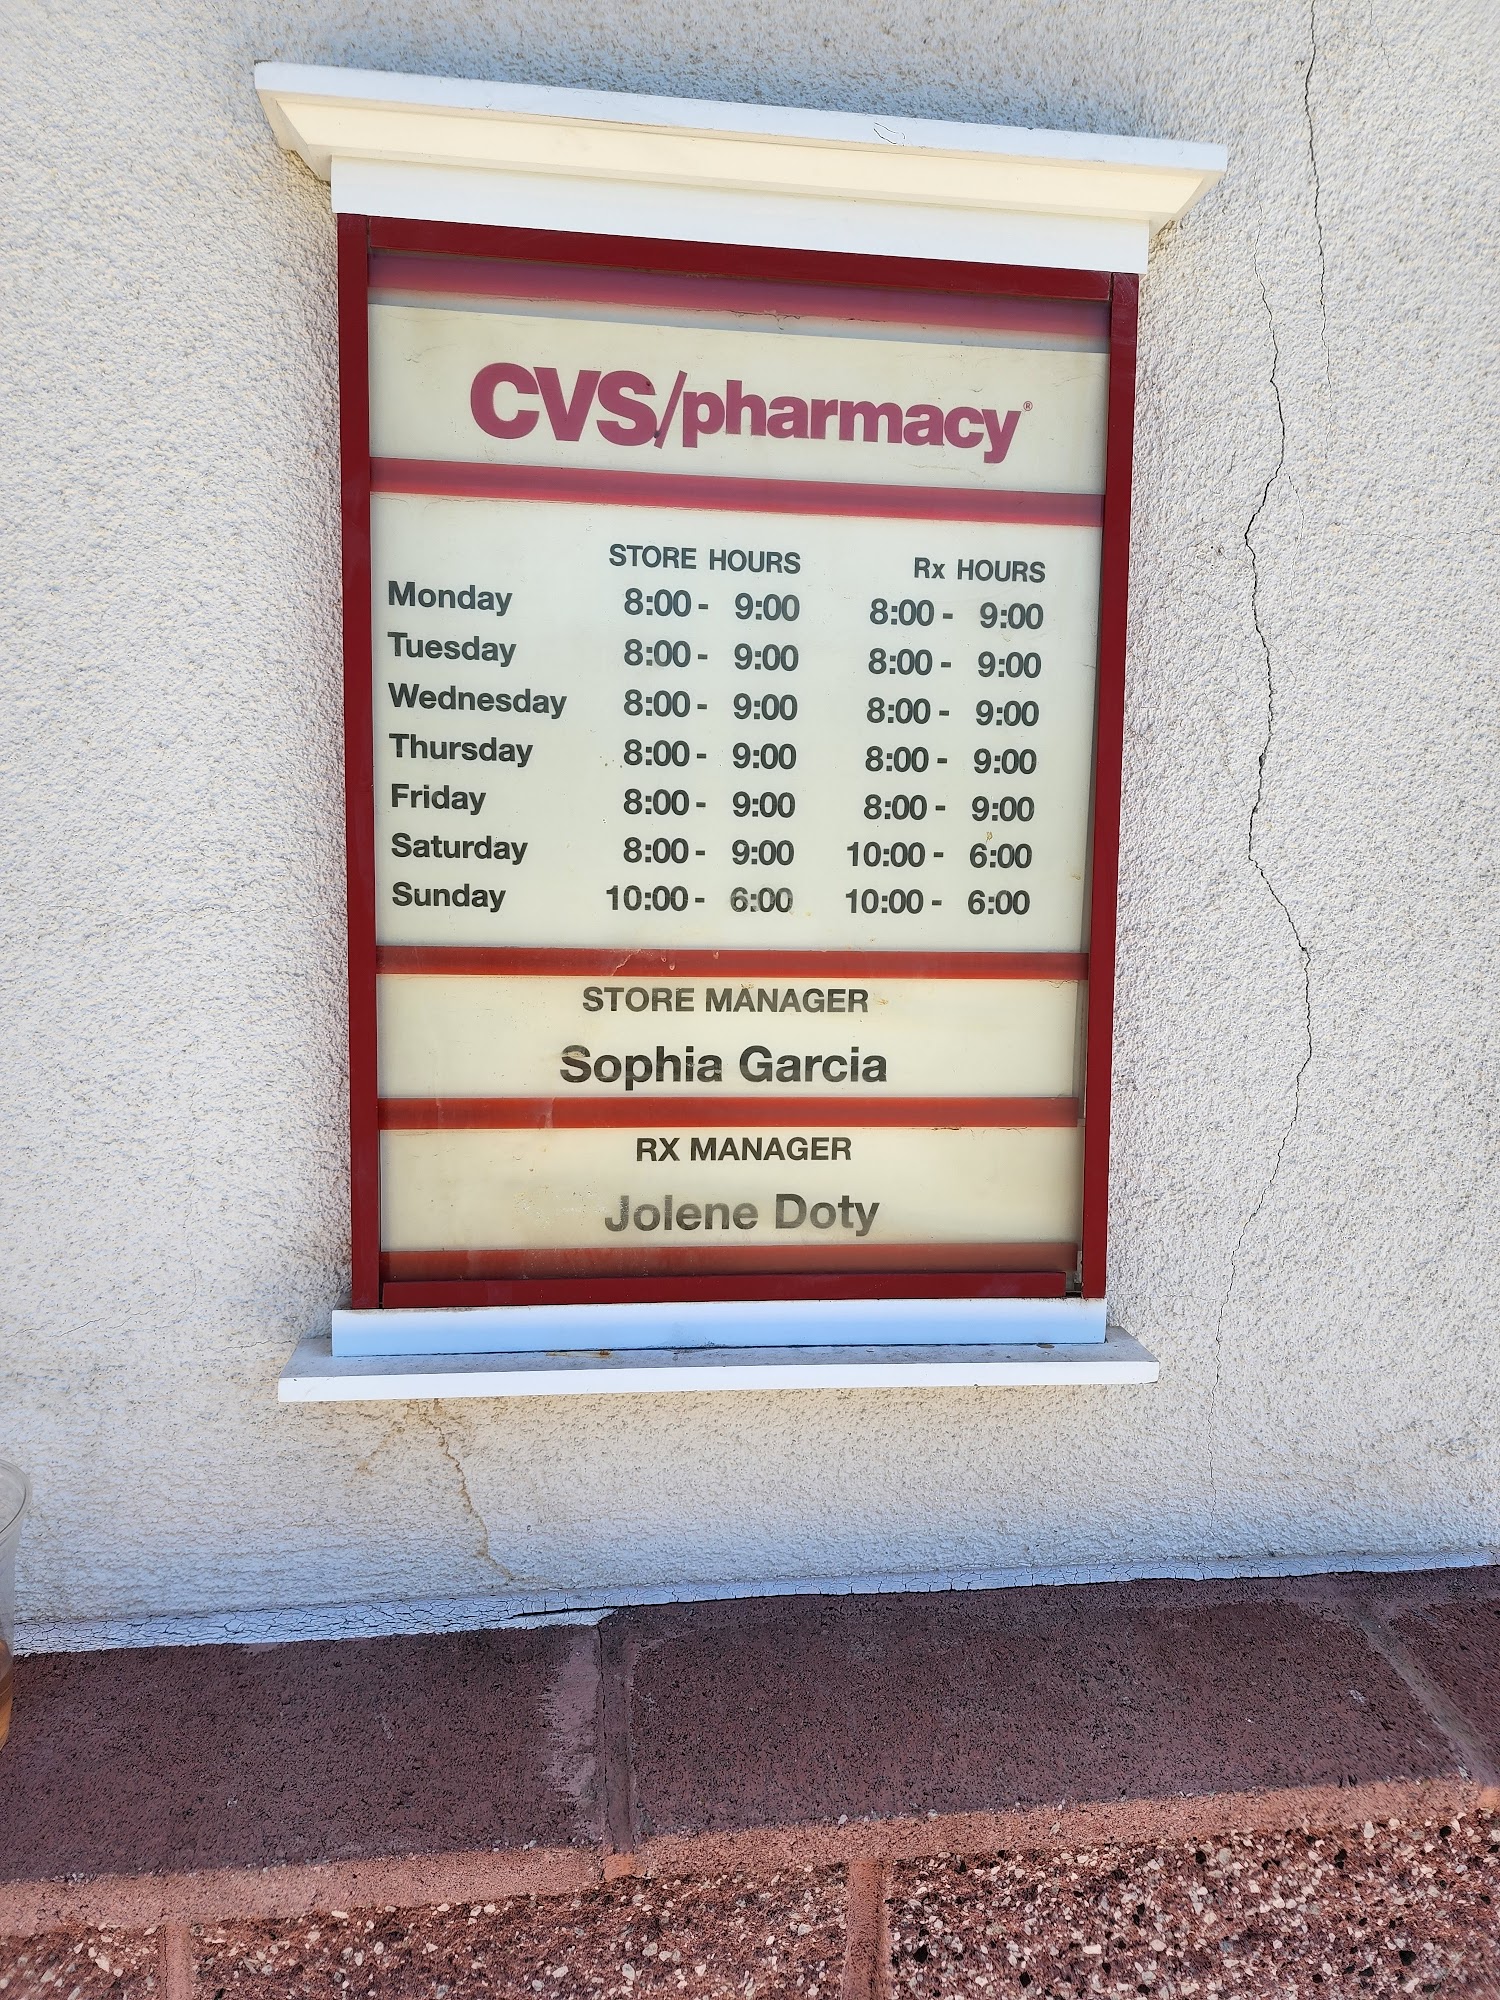 CVS/pharmacy®
STORE HOURS Rx HOURS
Monday 8:00 - 9:00 8:00 - 9:00
Tuesday 8:00 - 9:00 8:00 - 9:00
Wednesday 8:00 - 9:00 8:00 - 9:00
Thursday 8:00 - 9:00 8:00 - 9:00
Friday 8:00 - 9:00 8:00 - 9:00
Saturday 8:00 - 9:00 10:00 - 6:00
Sunday 10:00 - 6:00 10:00 - 6:00
STORE MANAGER
Sophia Garcia
RX MANAGER
Jolene Doty